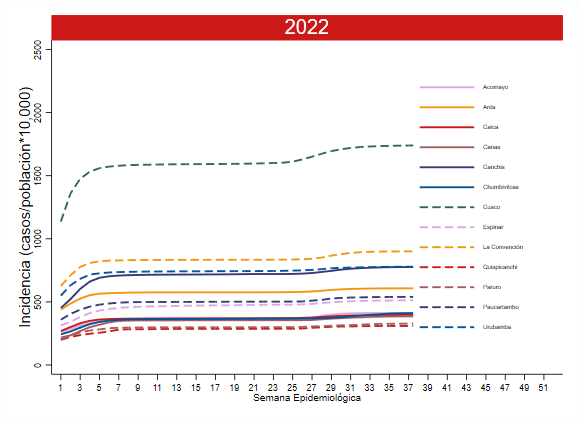 2022
Incidencia (casos/población*10,000)
2500
2000
1500
1000
500
0
Acomayo
Anta
Calca
Canas
Canchis
Chumbivilcas
Cusco
Espinar
La Convención
Quispicanchi
Paruro
Paucartambo
Urubamba
1 3 5 7 9 11 13 15 17 19 21 23 25 27 29 31 33 35 37 39 41 43 45 47 49 51
Semana Epidemiológica